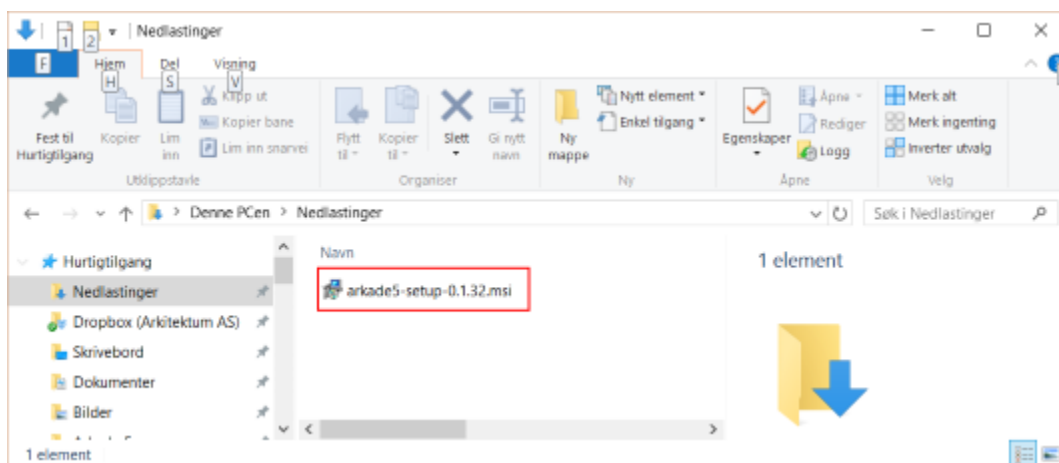 1 2 Nedlastinger
F Hjem Del Visning
H S V
Fest til Hurtigtilgang
Kopier
Lim inn
Klipp ut
Kopier bane
Lim inn snarvei
Utklippstavle
Flytt til
Kopier til
Slett
Gi nytt navn
Organiser
Ny mappe
Nytt element
Enkel tilgang
Ny
Egenskaper
Åpne
Rediger
Logg
Åpne
Merk alt
Merk ingenting
Inverter utvalg
Velg
Denne PCen > Nedlastinger
Søk i Nedlastinger
Hurtigtilgang
Nedlastinger
Dropbox (Arkitektum AS)
Skrivebord
Dokumenter
Bilder
Navn
arkade5-setup-0.1.32.msi
1 element
1 element